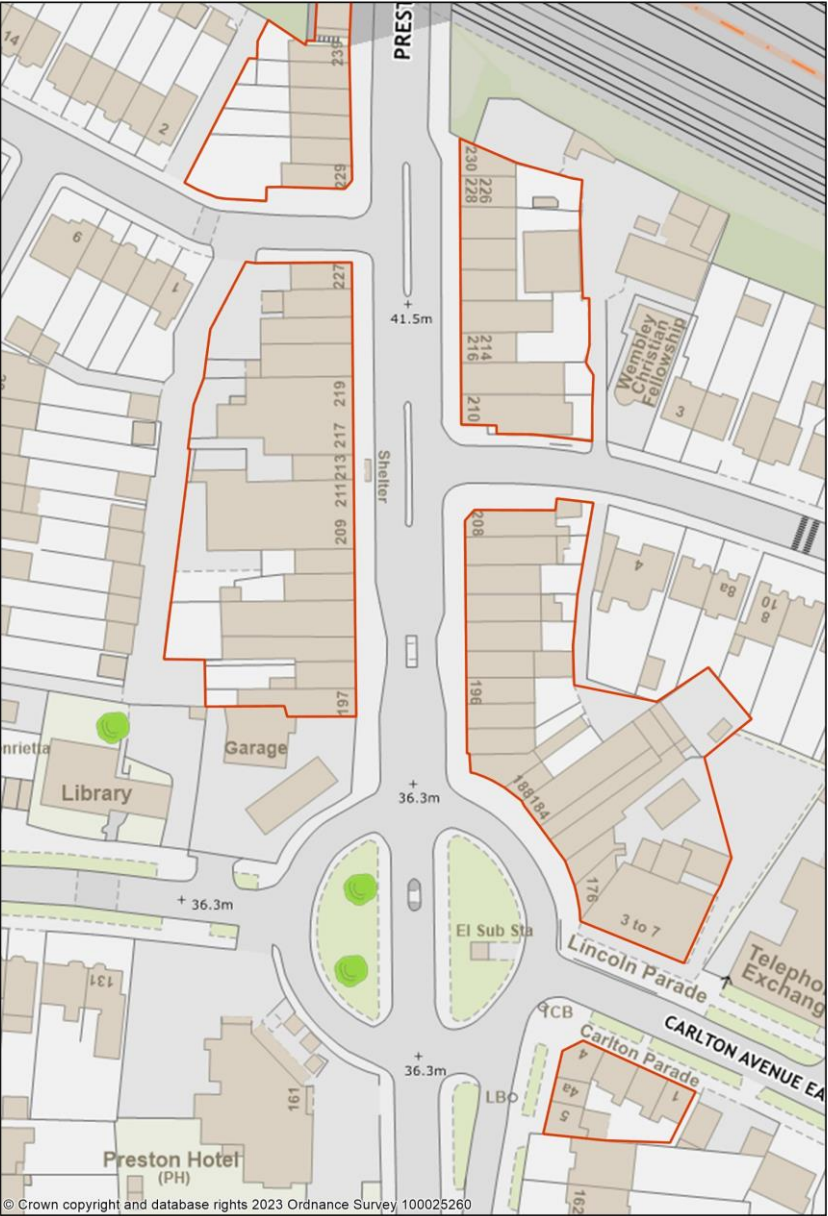 PREST
14
2
239
229
230
228
226
6
1
227
41.5m
214
216
210
Wembley
Christian
Fellowship
3
219
217
213
211
209
Shelter
208
4
8a
8
10
196
197
Garage
enrietta
Library
36.3m
188
184
176
3 to 7
36.3m
El Sub Sta
Lincoln Parade
Telepho
Exchang
131
TCB
Carlton Parade
CARLTON AVENUE EA
36.3m
4
4a
5
1
LB
161
Preston Hotel
(PH)
162
© Crown copyright and database rights 2023 Ordnance Survey 100025260